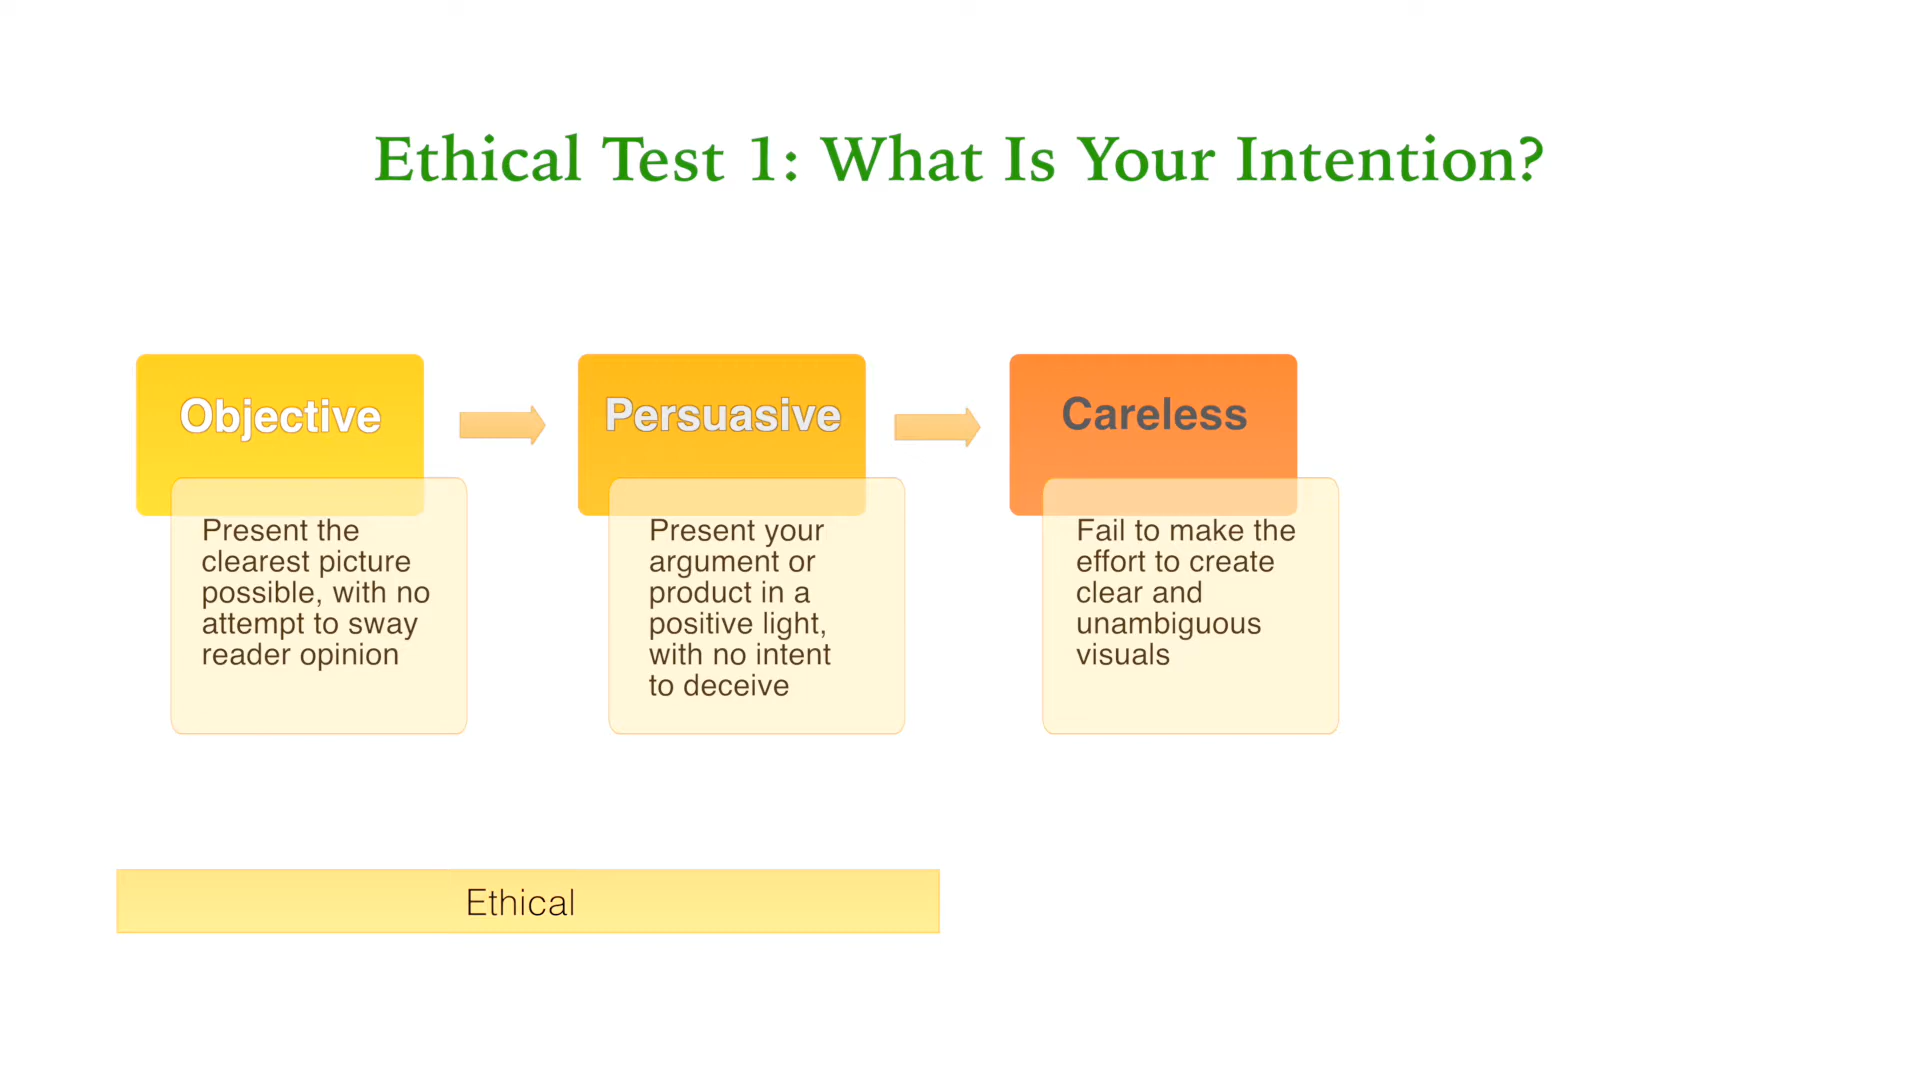 Ethical Test 1: What Is Your Intention?
Objective
Present the
clearest picture
possible, with no
attempt to sway
reader opinion
Persuasive
Present your
argument or
product in a
positive light,
with no intent
to deceive
Careless
Fail to make the
effort to create
clear and
unambiguous
visuals
Ethical